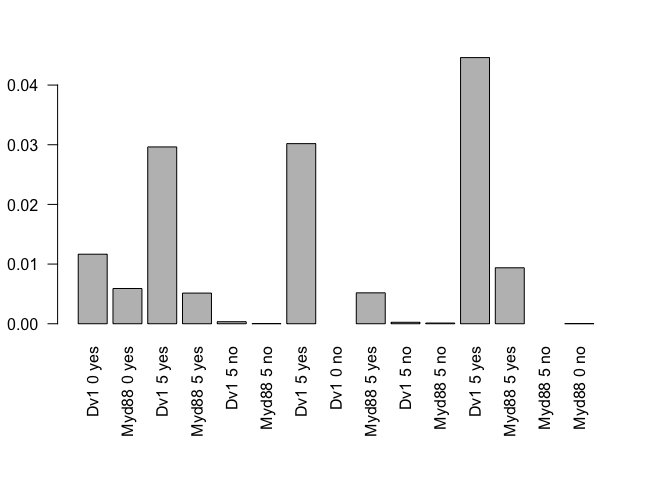 0.04
0.03
0.02
0.01
0.00
Dv1 0 yes
Myd88 0 yes
Dv1 5 yes
Myd88 5 yes
Dv1 5 no
Myd88 5 no
Dv1 5 yes
Dv1 0 no
Myd88 5 yes
Dv1 5 no
Myd88 5 no
Dv1 5 yes
Myd88 5 yes
Myd88 5 no
Myd88 0 no